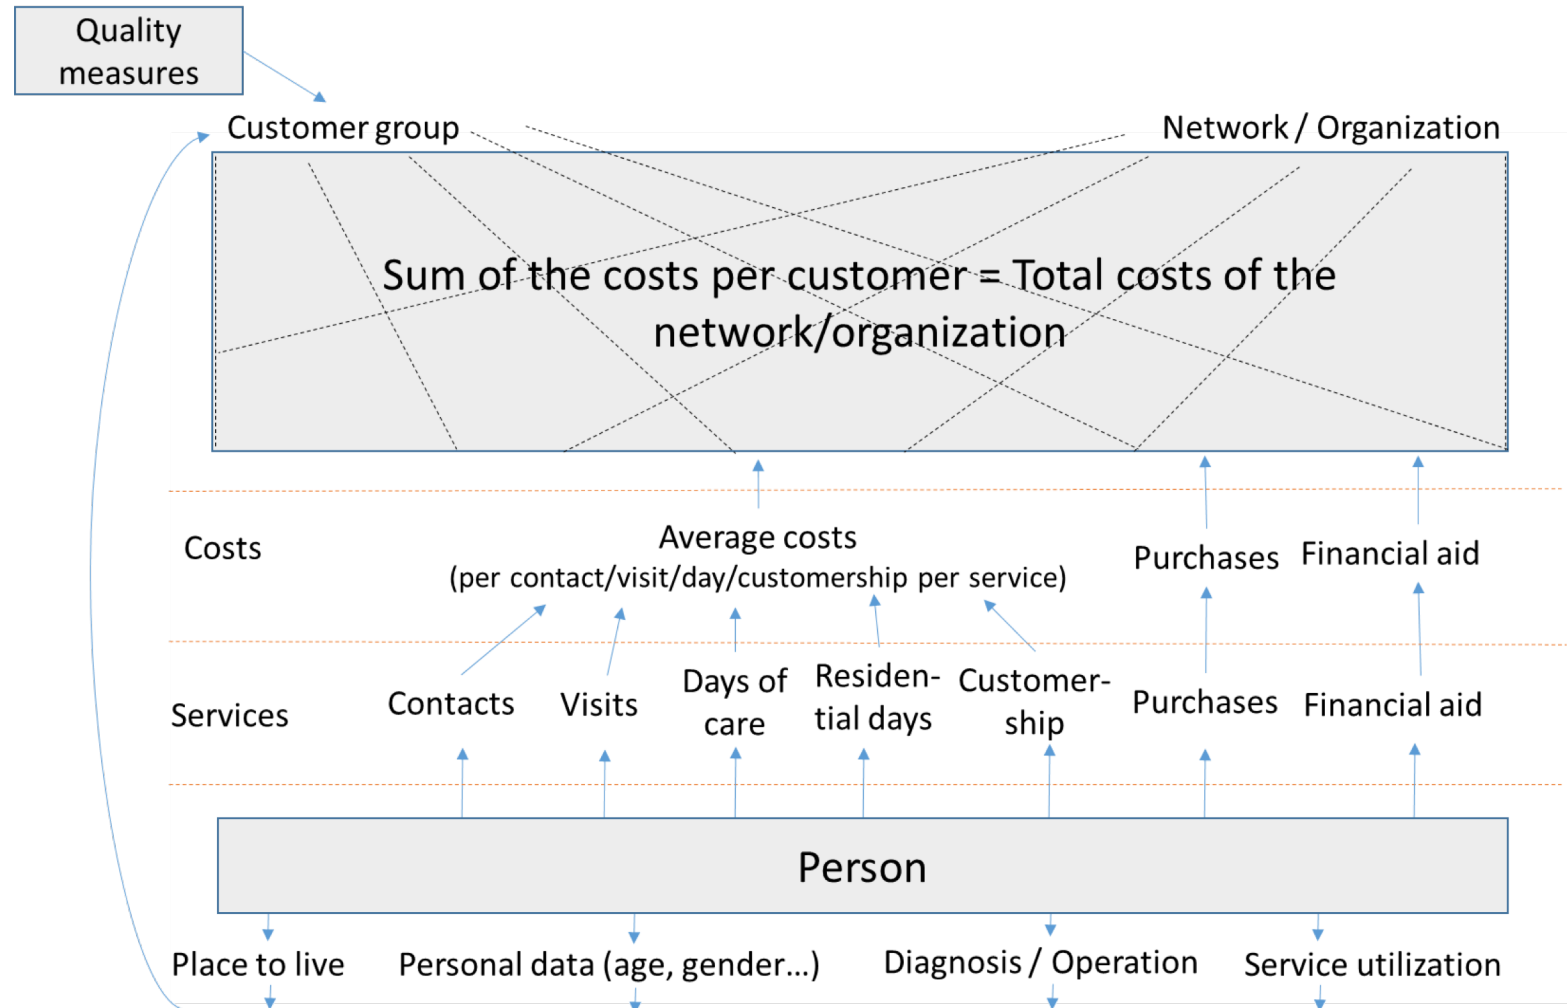 Quality
measures
Customer group
Network / Organization
Sum of the costs per customer = Total costs of the
network/organization
Costs
Average costs
(per contact/visit/day/customership per service)
Purchases
Financial aid
Services
Contacts
Visits
Days of
care
Residen-
tial days
Customer-
ship
Purchases
Financial aid
Person
Place to live
Personal data (age, gender...)
Diagnosis / Operation
Service utilization